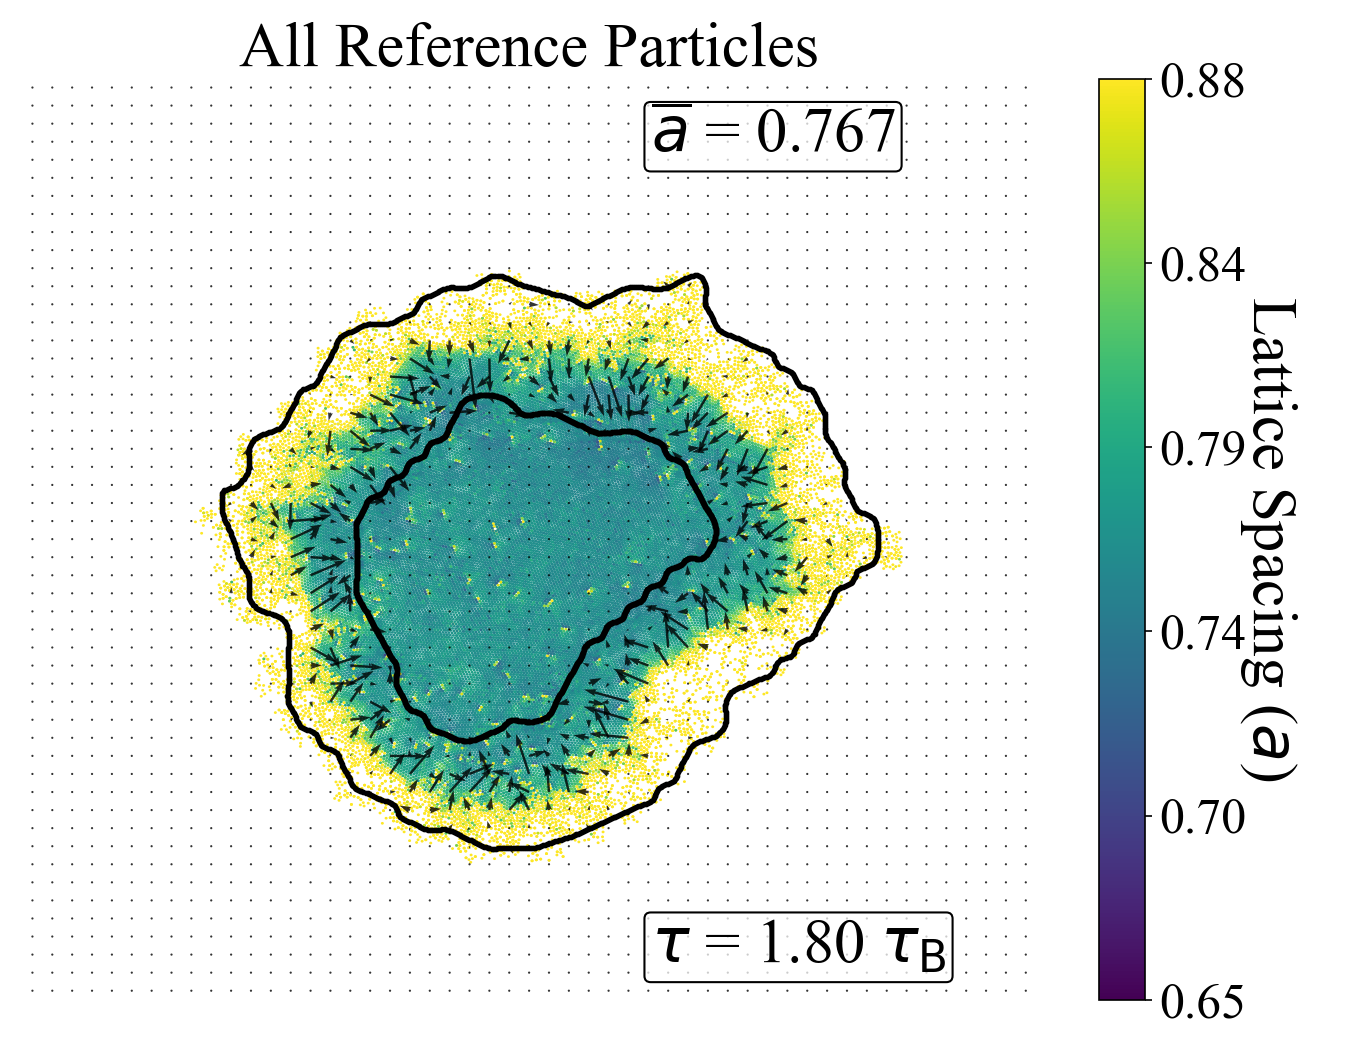 All Reference Particles
a̅ = 0.767
τ = 1.80 τ_B
0.88
0.84
0.79
0.74
0.70
0.65
Lattice Spacing (a)